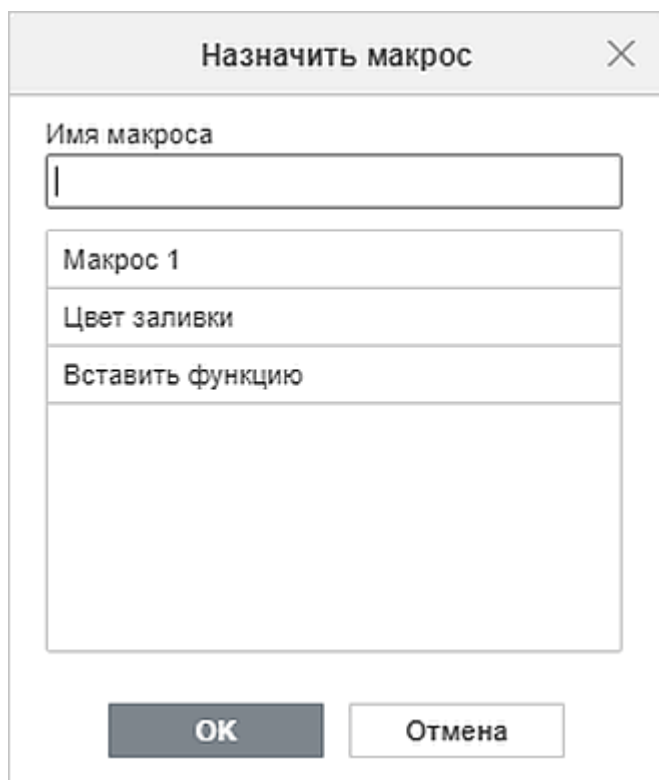 Назначить макрос
Имя макроса
Макрос 1
Цвет заливки
Вставить функцию
OK
Отмена